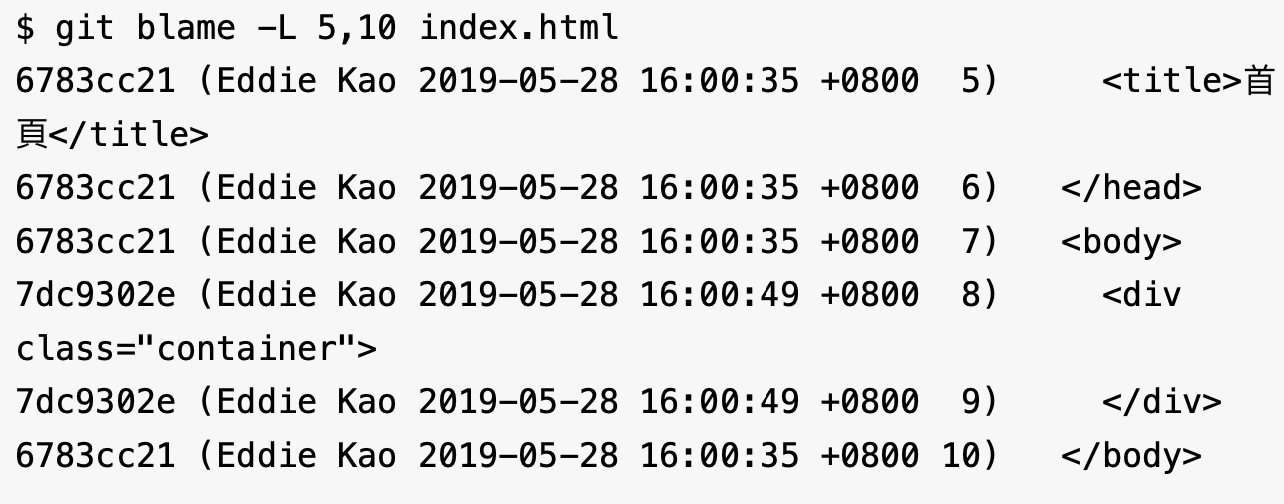 $ git blame -L 5,10 index.html
6783cc21 (Eddie Kao 2019-05-28 16:00:35 +0800  5)     <title>首
頁</title>
6783cc21 (Eddie Kao 2019-05-28 16:00:35 +0800  6)   </head>
6783cc21 (Eddie Kao 2019-05-28 16:00:35 +0800  7)   <body>
7dc9302e (Eddie Kao 2019-05-28 16:00:49 +0800  8)     <div
class="container">
7dc9302e (Eddie Kao 2019-05-28 16:00:49 +0800  9)     </div>
6783cc21 (Eddie Kao 2019-05-28 16:00:35 +0800 10)   </body>